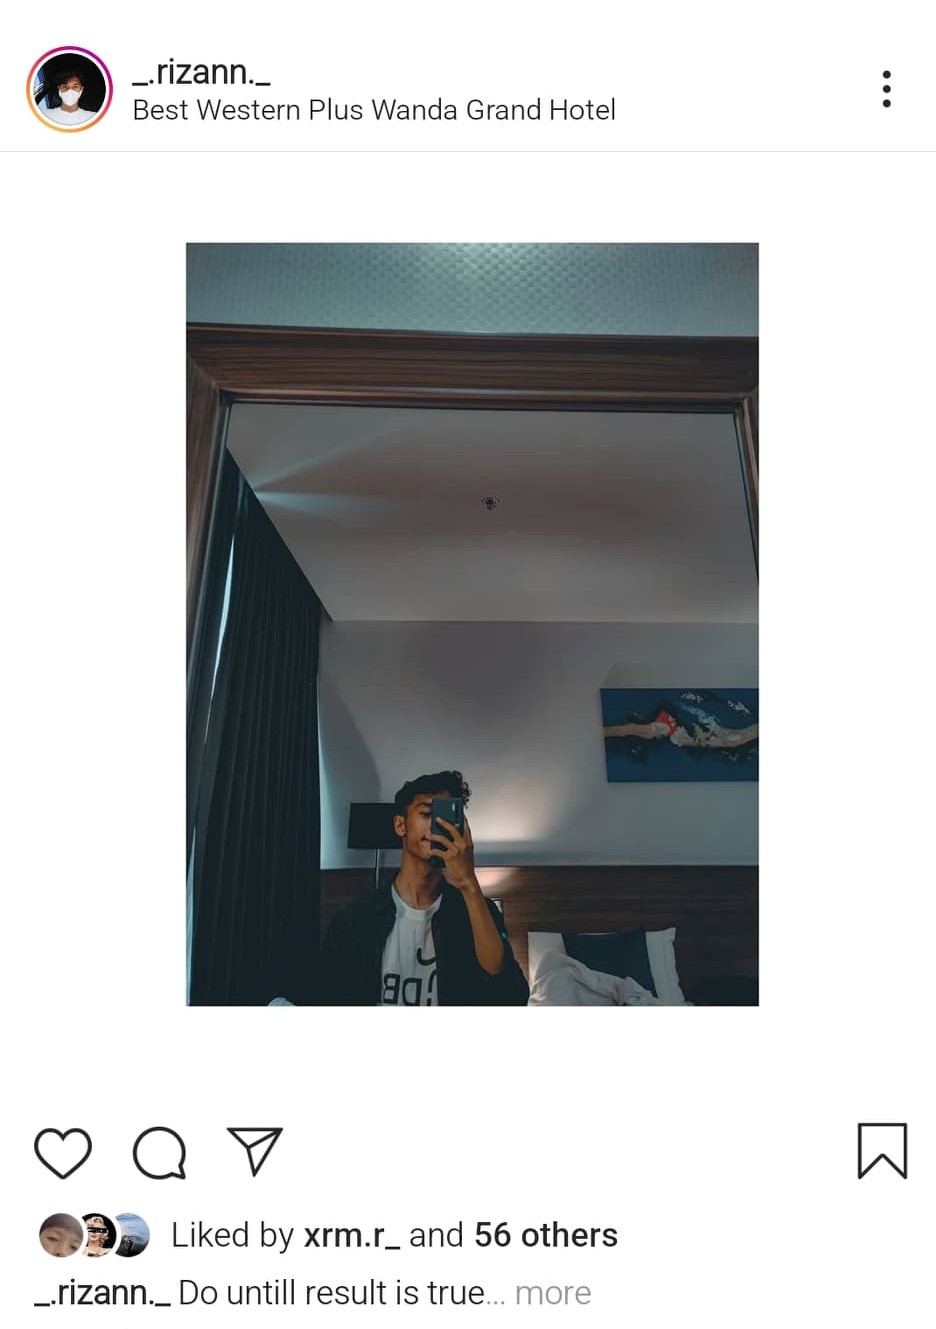 _.rizann._
Best Western Plus Wanda Grand Hotel
Liked by xrm.r_ and 56 others
_.rizann._ Do untill result is true... more